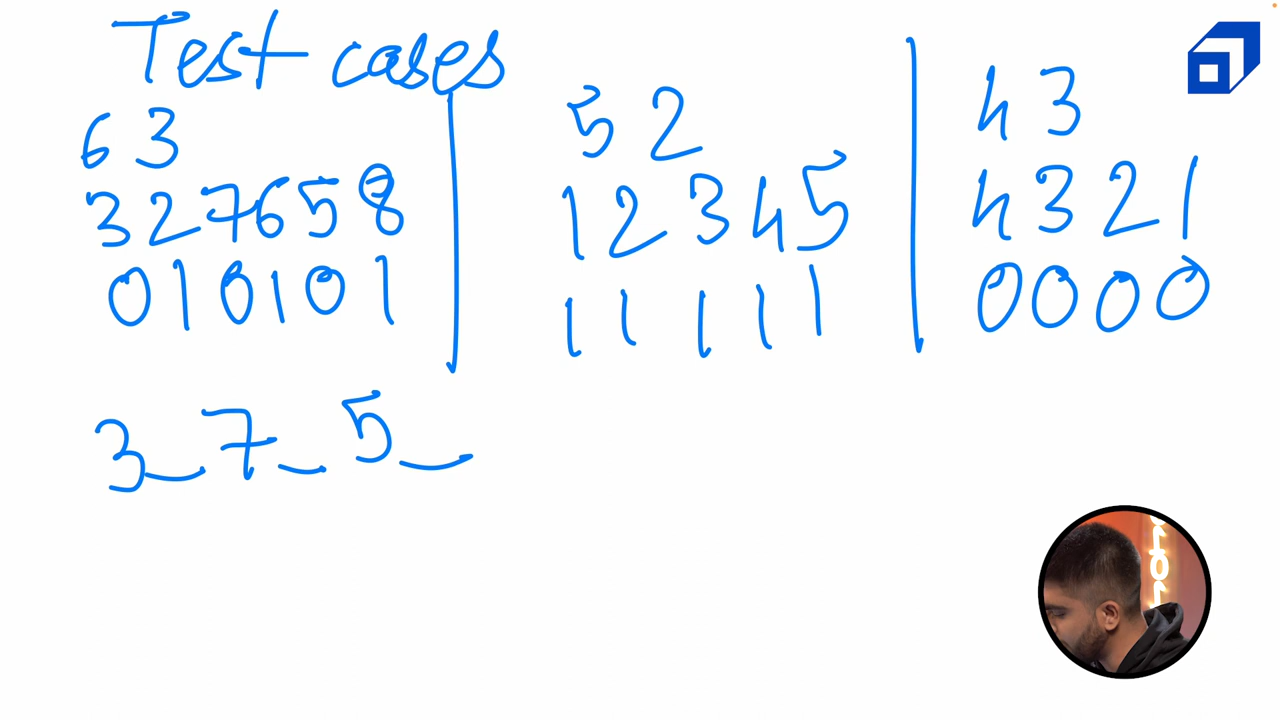 Test cases
6 3
3 2 7 6 5 8
0 1 0 1 0 1
5 2
1 2 3 4 5
1 1 1 1 1
4 3
4 3 2 1
0 0 0 0
3 _ 7 _ 5 _